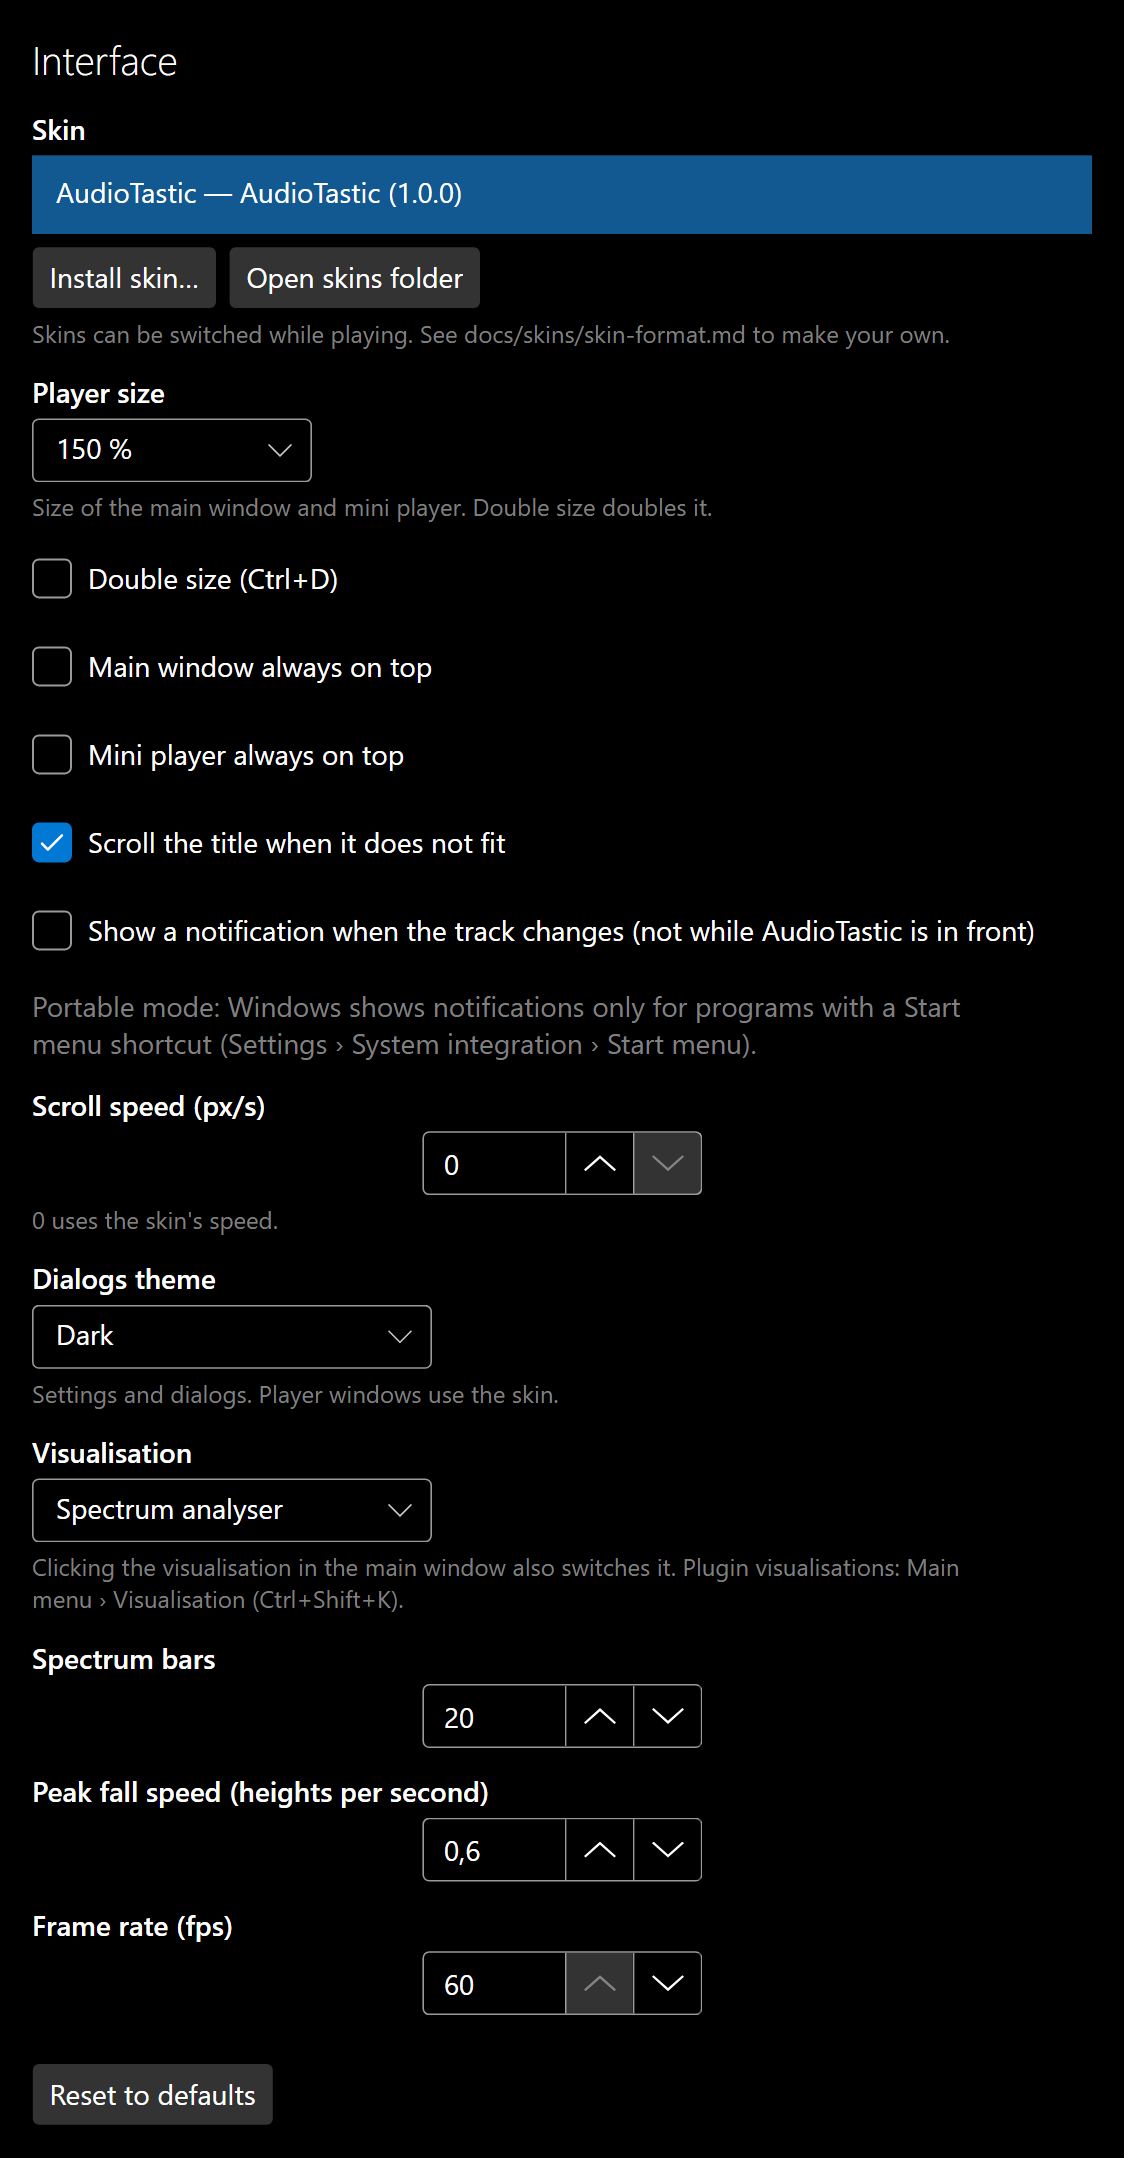 Interface
Skin
AudioTastic — AudioTastic (1.0.0)
Install skin...
Open skins folder
Skins can be switched while playing. See docs/skins/skin-format.md to make your own.
Player size
150 %
Size of the main window and mini player. Double size doubles it.
Double size (Ctrl+D)
Main window always on top
Mini player always on top
Scroll the title when it does not fit
Show a notification when the track changes (not while AudioTastic is in front)
Portable mode: Windows shows notifications only for programs with a Start
menu shortcut (Settings › System integration › Start menu).
Scroll speed (px/s)
0
0 uses the skin's speed.
Dialogs theme
Dark
Settings and dialogs. Player windows use the skin.
Visualisation
Spectrum analyser
Clicking the visualisation in the main window also switches it. Plugin visualisations: Main
menu › Visualisation (Ctrl+Shift+K).
Spectrum bars
20
Peak fall speed (heights per second)
0,6
Frame rate (fps)
60
Reset to defaults